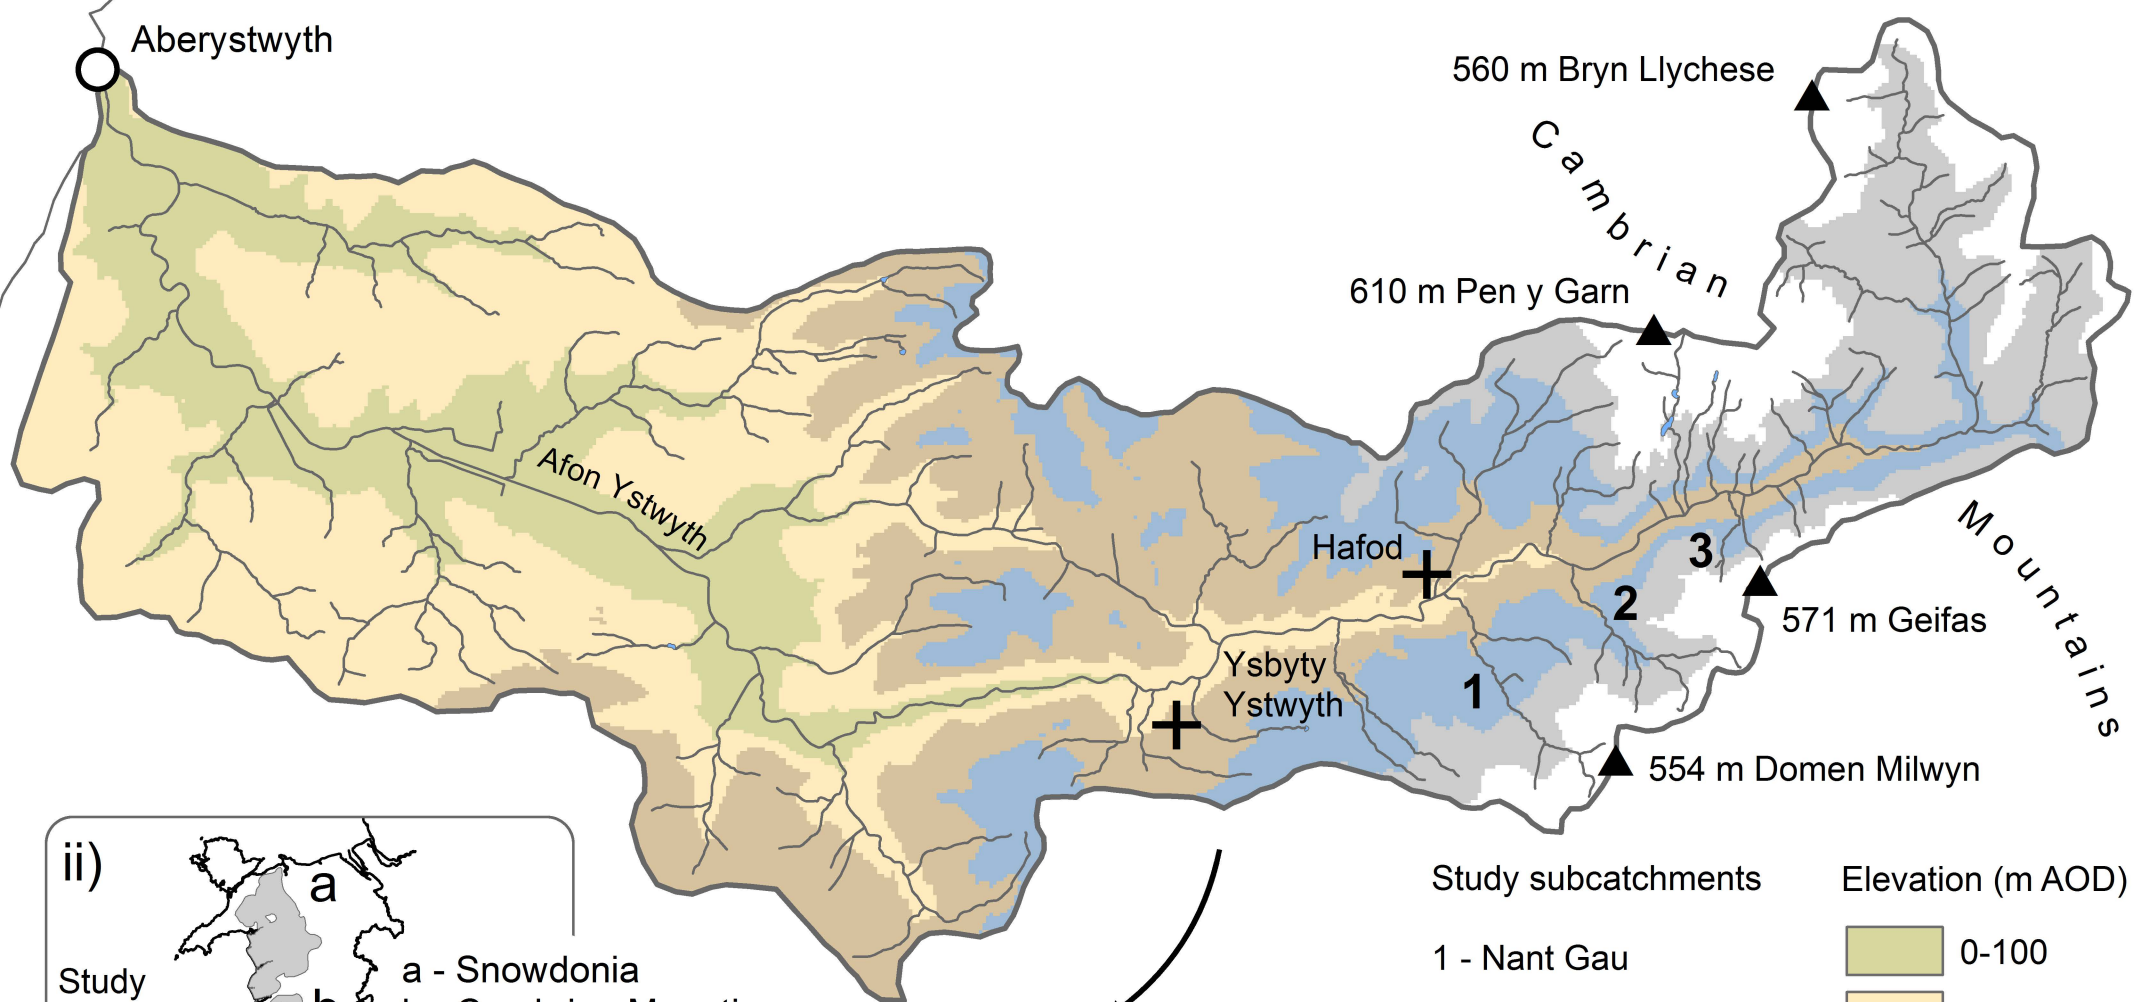 Aberystwyth
560 m Bryn Llychese
Cambrian
610 m Pen y Garn
Afon Ystwyth
Hafod
3
2
571 m Geifas
Mountains
Ysbyty
Ystwyth
1
554 m Domen Milwyn
ii)
a
Study
a - Snowdonia
b
Study subcatchments
1 - Nant Gau
Elevation (m AOD)
0-100